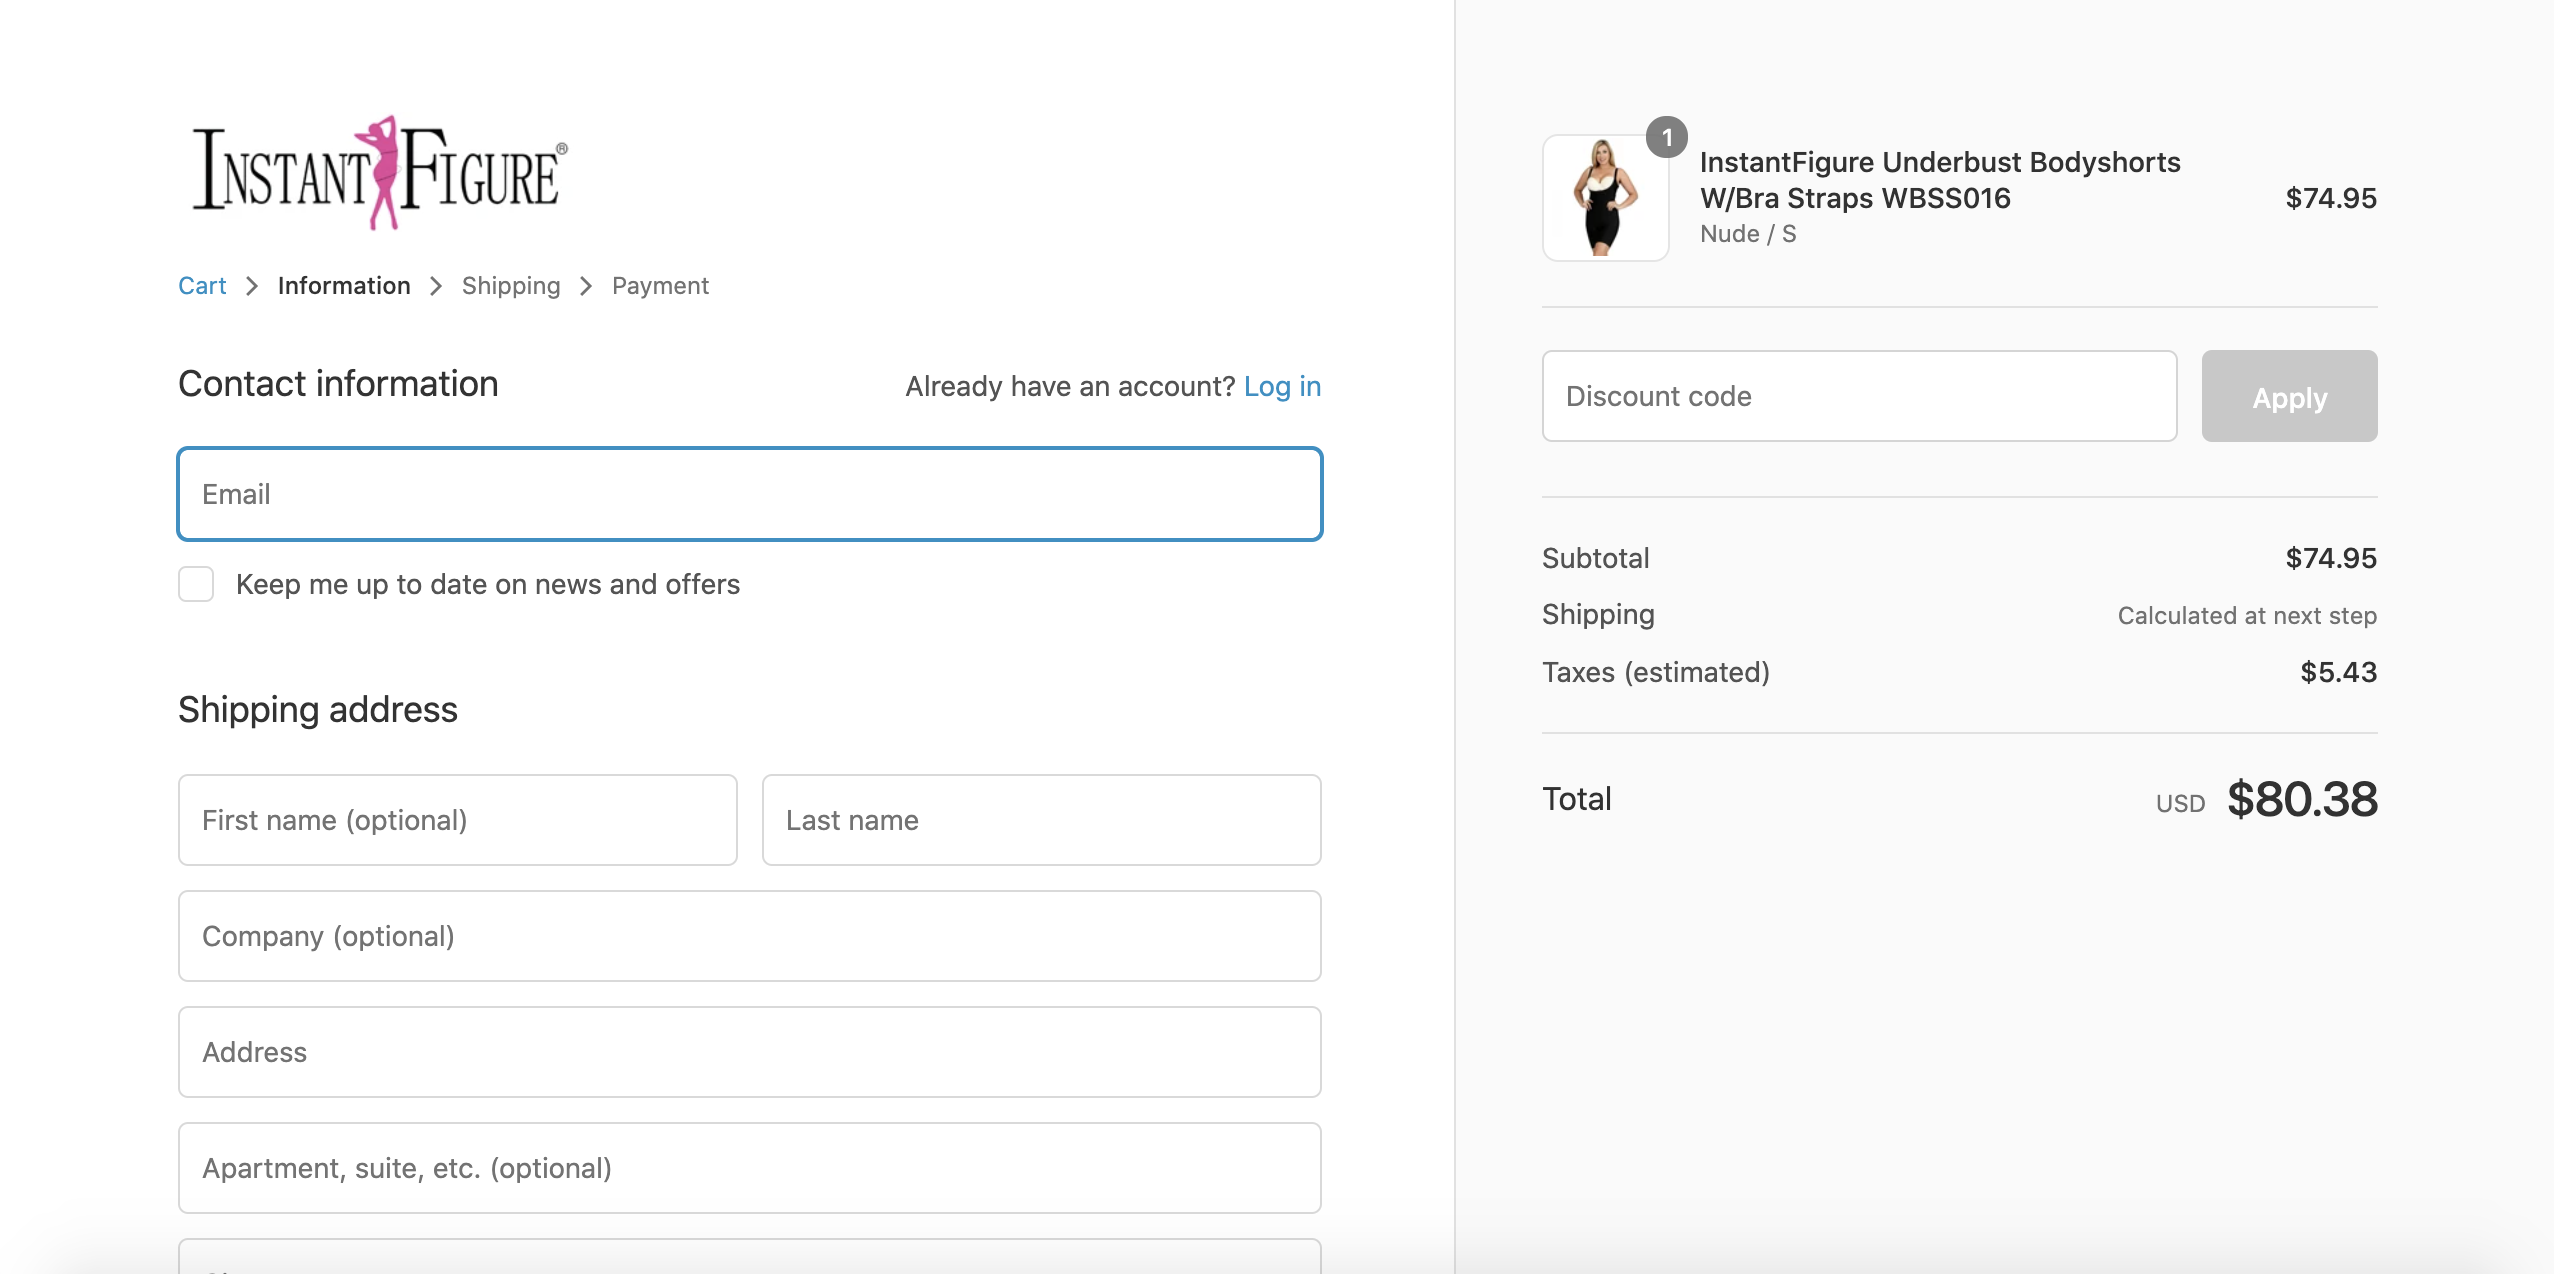 INSTANTFIGURE®
Cart > Information > Shipping > Payment
Contact information
Already have an account? Log in
Email
Keep me up to date on news and offers
Shipping address
First name (optional)
Last name
Company (optional)
Address
Apartment, suite, etc. (optional)
1
InstantFigure Underbust Bodyshorts
W/Bra Straps WBSS016
$74.95
Nude / S
Discount code
Apply
Subtotal $74.95
Shipping Calculated at next step
Taxes (estimated) $5.43
Total USD $80.38